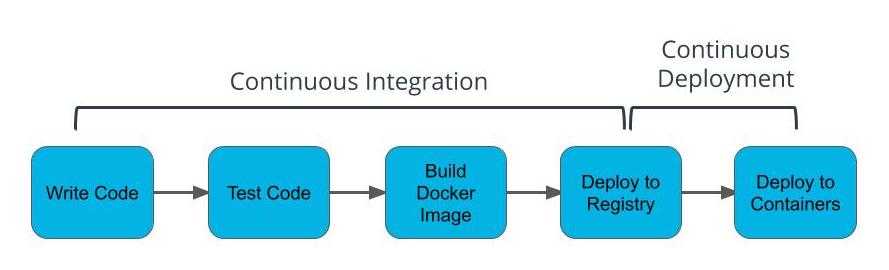 Continuous
Deployment
Continuous Integration
Write Code
Test Code
Build
Docker
Image
Deploy to
Registry
Deploy to
Containers